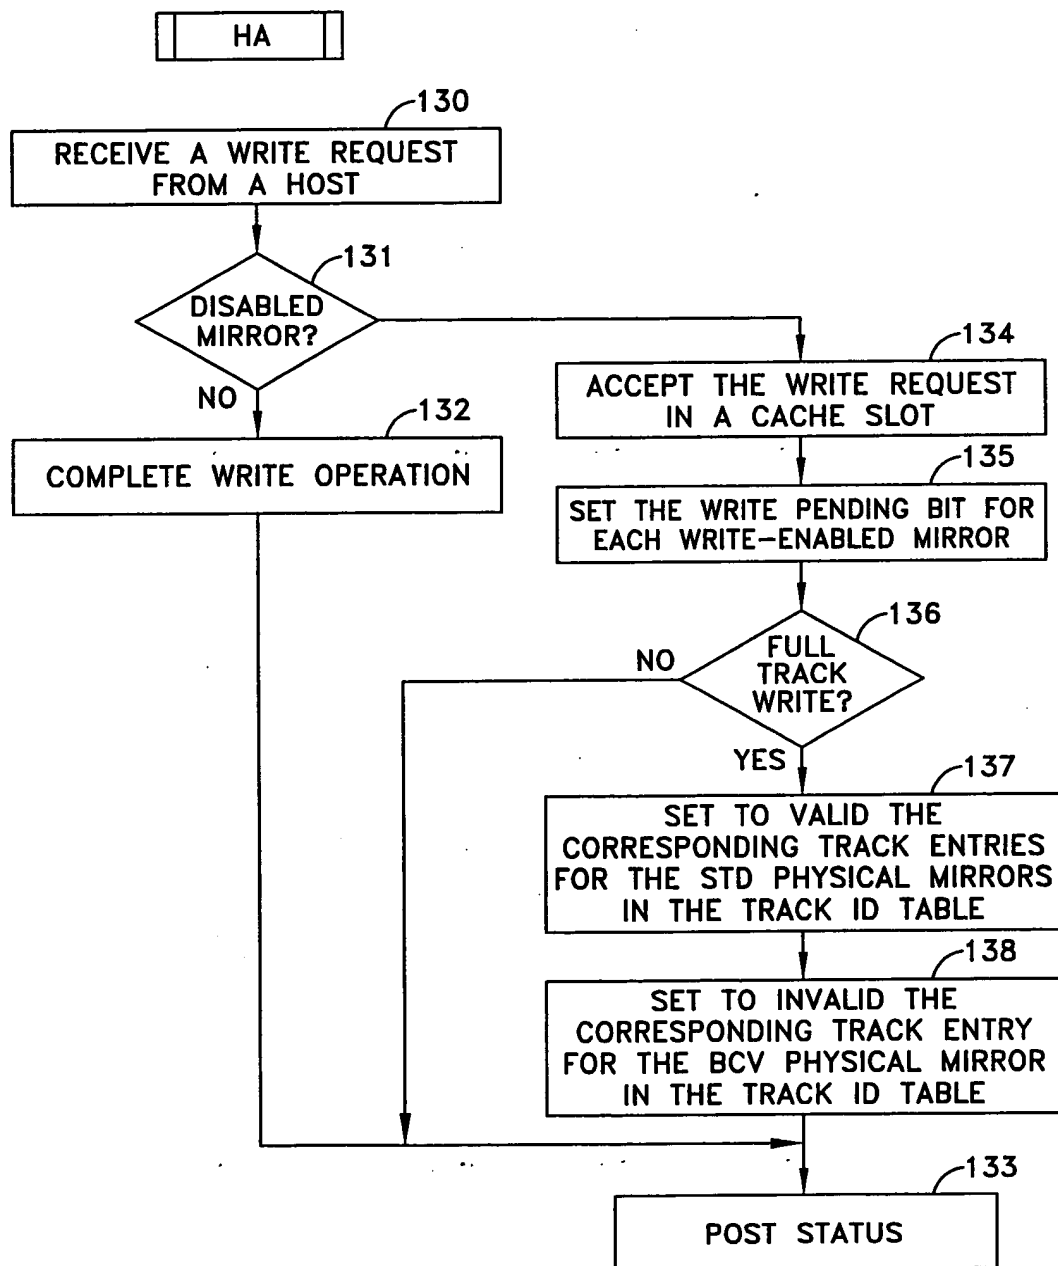 HA
130
RECEIVE A WRITE REQUEST
FROM A HOST
131
DISABLED
MIRROR?
NO
132
COMPLETE WRITE OPERATION
134
ACCEPT THE WRITE REQUEST
IN A CACHE SLOT
135
SET THE WRITE PENDING BIT FOR
EACH WRITE-ENABLED MIRROR
136
FULL
TRACK
WRITE?
NO
YES
137
SET TO VALID THE
CORRESPONDING TRACK ENTRIES
FOR THE STD PHYSICAL MIRRORS
IN THE TRACK ID TABLE
138
SET TO INVALID THE
CORRESPONDING TRACK ENTRY
FOR THE BCV PHYSICAL MIRROR
IN THE TRACK ID TABLE
133
POST STATUS